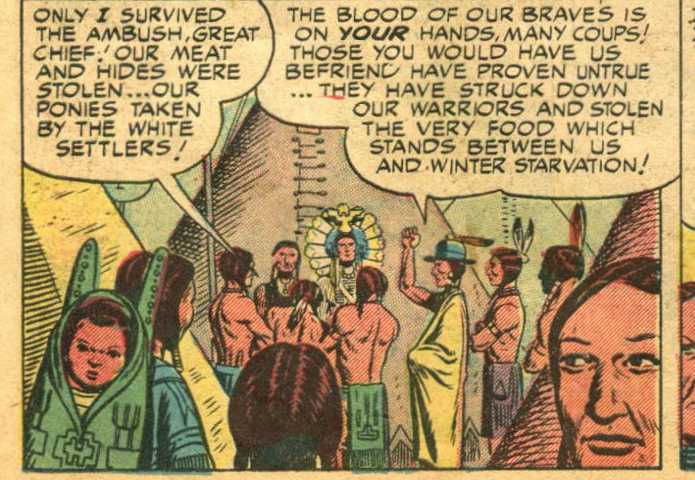 ONLY I SURVIVED
THE AMBUSH, GREAT
CHIEF! OUR MEAT
AND HIDES WERE
STOLEN...OUR
PONIES TAKEN
BY THE WHITE
SETTLERS!
THE BLOOD OF OUR BRAVES IS
ON YOUR HANDS, MANY COUPS!
THOSE YOU WOULD HAVE US
BEFRIEND HAVE PROVEN UNTRUE
...THEY HAVE STRUCK DOWN
OUR WARRIORS AND STOLEN
THE VERY FOOD WHICH
STANDS BETWEEN US
AND WINTER STARVATION!